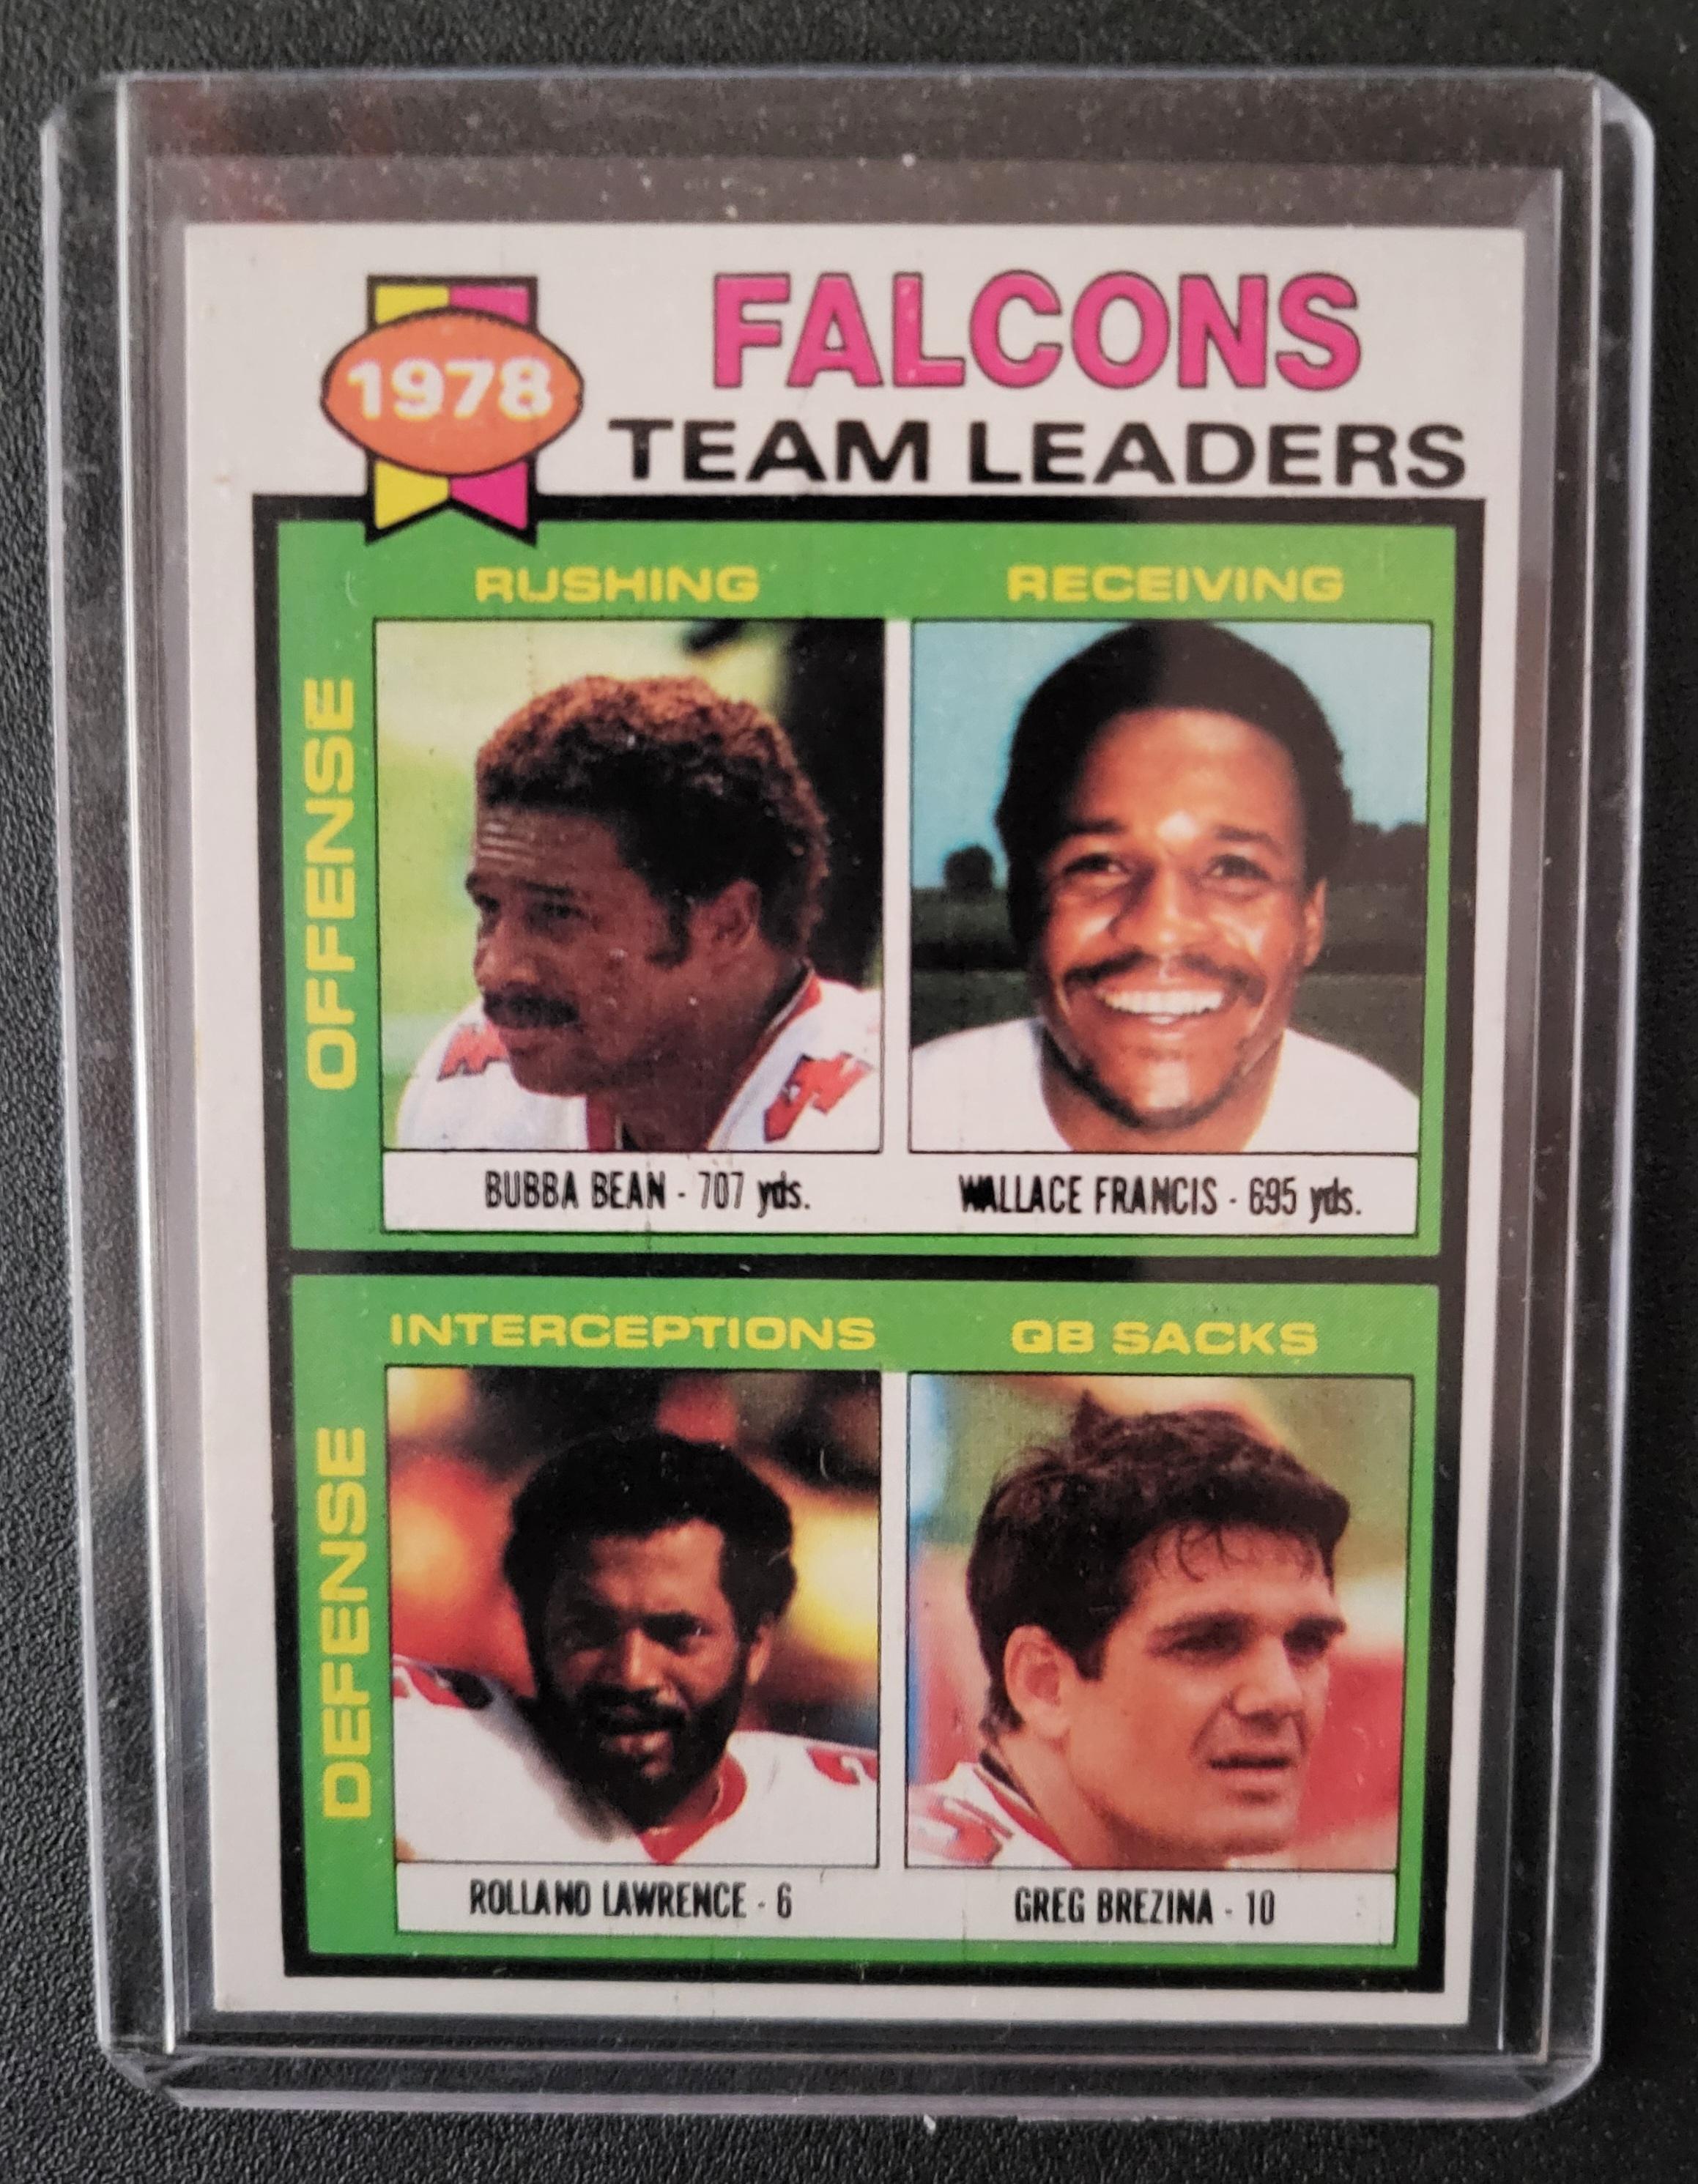 1978
FALCONS
TEAM LEADERS
OFFENSE
RUSHING
RECEIVING
BUBBA BEAN - 707 yds.
WALLACE FRANCIS - 695 yds.
DEFENSE
INTERCEPTIONS
QB SACKS
ROLLAND LAWRENCE - 6
GREG BREZINA - 10